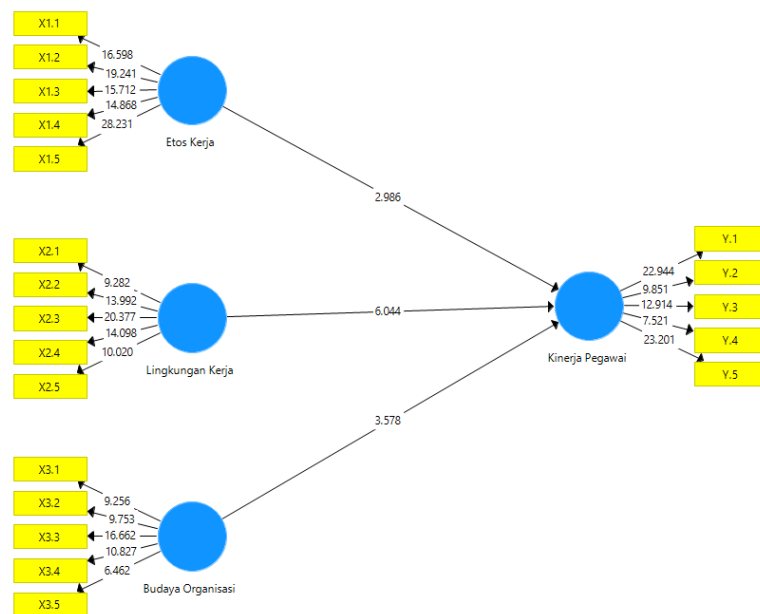 X1.1
X1.2
X1.3
X1.4
X1.5
16.598
19.241
15.712
14.868
28.231
Etos Kerja
2.986
X2.1
X2.2
X2.3
X2.4
X2.5
9.282
13.992
20.377
14.098
10.020
Lingkungan Kerja
6.044
X3.1
X3.2
X3.3
X3.4
X3.5
9.256
9.753
16.662
10.827
6.462
Budaya Organisasi
3.578
Kinerja Pegawai
22.944
9.851
12.914
7.521
23.201
Y.1
Y.2
Y.3
Y.4
Y.5